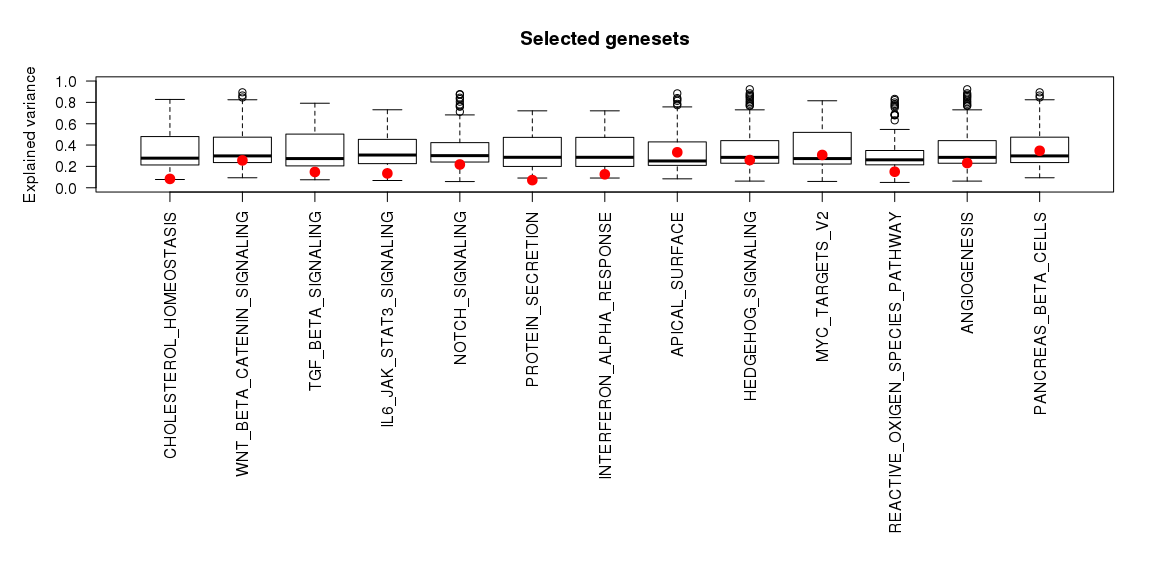 Selected genesets
Explained variance
1.0
0.8
0.6
0.4
0.2
0.0
CHOLESTEROL_HOMEOSTASIS
WNT_BETA_CATENIN_SIGNALING
TGF_BETA_SIGNALING
IL6_JAK_STAT3_SIGNALING
NOTCH_SIGNALING
PROTEIN_SECRETION
INTERFERON_ALPHA_RESPONSE
APICAL_SURFACE
HEDGEHOG_SIGNALING
MYC_TARGETS_V2
REACTIVE_OXIGEN_SPECIES_PATHWAY
ANGIOGENESIS
PANCREAS_BETA_CELLS